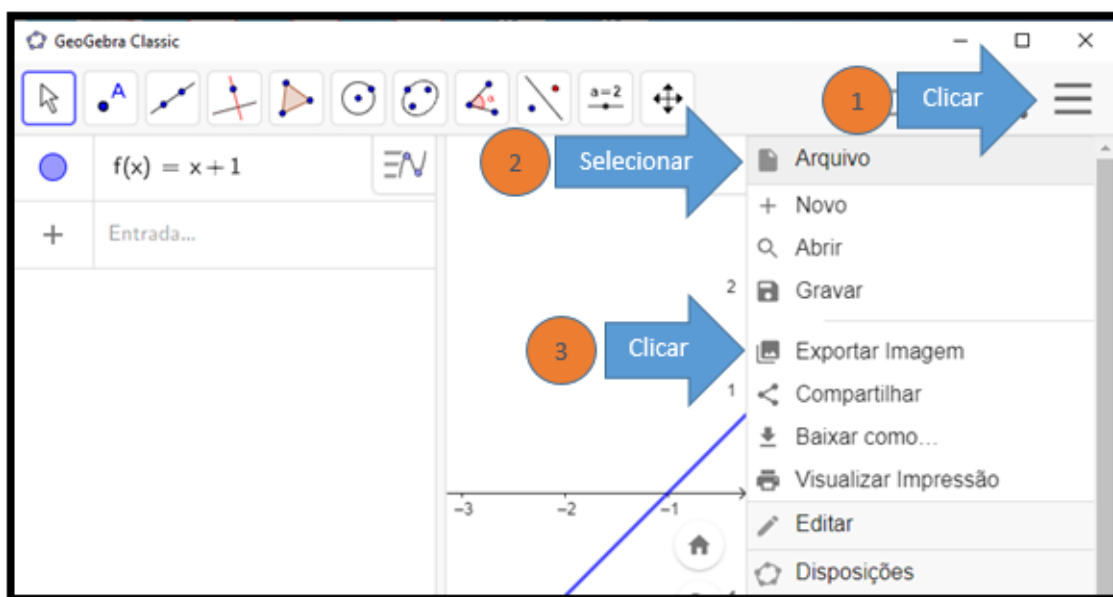 GeoGebra Classic
A
α
a=2
1 Clicar
f(x) = x + 1
2 Selecionar
Arquivo
Entrada...
Novo
Abrir
2
Gravar
3 Clicar
Exportar Imagem
1
Compartilhar
Baixar como...
Visualizar Impressão
-3 -2 -1
Editar
Disposições